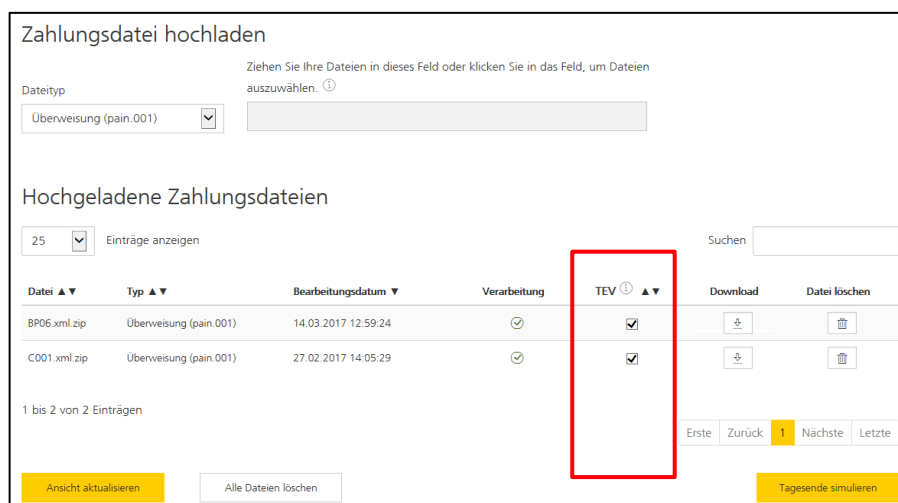 Zahlungsdatei hochladen
Ziehen Sie Ihre Dateien in dieses Feld oder klicken Sie in das Feld, um Dateien
auszuwählen.
Dateityp
Überweisung (pain.001)
Hochgeladene Zahlungsdateien
25 Einträge anzeigen Suchen
Datei ▲▼ Typ ▲▼ Bearbeitungsdatum ▼ Verarbeitung TEV ▲▼ Download Datei löschen
BP06.xml.zip Überweisung (pain.001) 14.03.2017 12:59:24
C001.xml.zip Überweisung (pain.001) 27.02.2017 14:05:29
1 bis 2 von 2 Einträgen
Erste Zurück 1 Nächste Letzte
Ansicht aktualisieren Alle Dateien löschen Tagesende simulieren